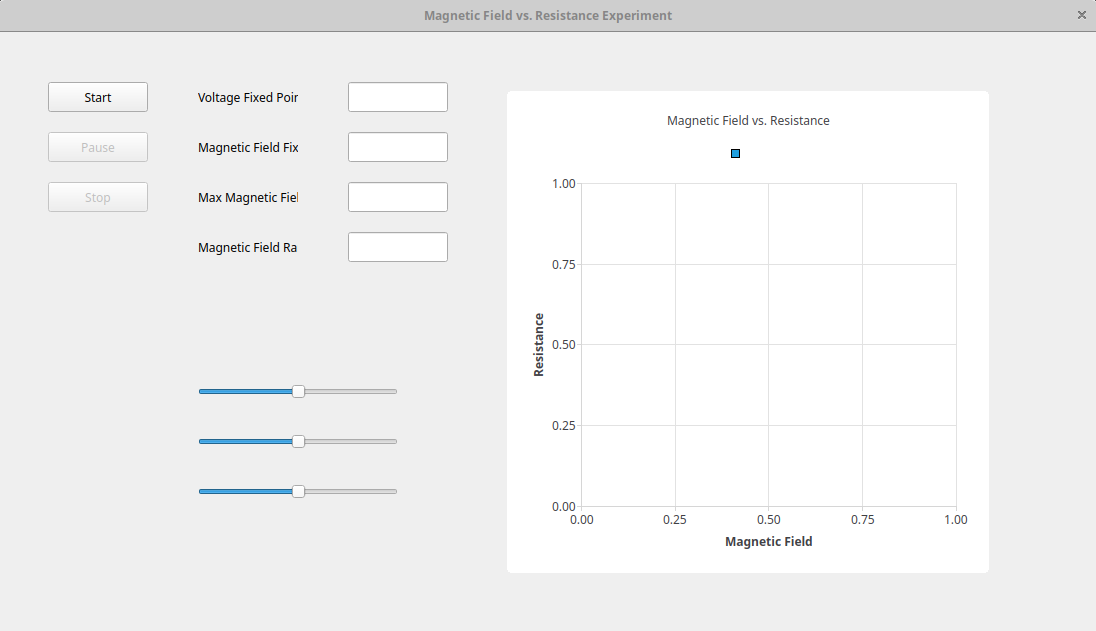 Magnetic Field vs. Resistance Experiment
Start
Voltage Fixed Poir
Pause
Magnetic Field Fix
Stop
Max Magnetic Fiel
Magnetic Field Ra
Magnetic Field vs. Resistance
1.00
0.75
0.50
0.25
0.00
Resistance
0.00 0.25 0.50 0.75 1.00
Magnetic Field